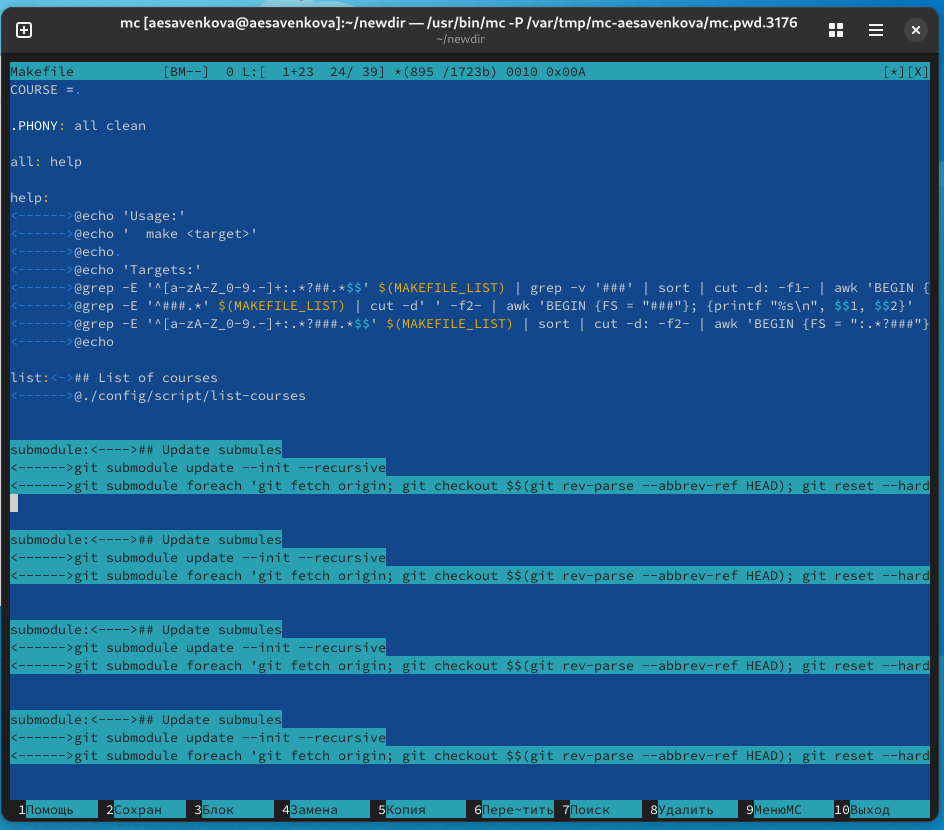 mc [aesavenkova@aesavenkova]:~/newdir — /usr/bin/mc -P /var/tmp/mc-aesavenkova/mc.pwd.3176
~/newdir
Makefile           [BM--]  0 L:[  1+23  24/ 39] *(895 /1723b) 0010 0x00A                                     [*][X]
COURSE =.

.PHONY: all clean

all: help

help:
<------>@echo 'Usage:'
<------>@echo '  make <target>'
<------>@echo.
<------>@echo 'Targets:'
<------>@grep -E '^[a-zA-Z_0-9.-]+:.*?##.*$$' $(MAKEFILE_LIST) | grep -v '###' | sort | cut -d: -f1- | awk 'BEGIN {
<------>@grep -E '^###.*' $(MAKEFILE_LIST) | cut -d' ' -f2- | awk 'BEGIN {FS = "###"}; {printf "%s\n", $$1, $$2}'
<------>@grep -E '^[a-zA-Z_0-9.-]+:.*?###.*$$' $(MAKEFILE_LIST) | sort | cut -d: -f2- | awk 'BEGIN {FS = ":.*?###"}
<------>@echo

list:<->## List of courses
<------>@./config/script/list-courses

submodule:<---->## Update submules
<------>git submodule update --init --recursive
<------>git submodule foreach 'git fetch origin; git checkout $$(git rev-parse --abbrev-ref HEAD); git reset --hard

submodule:<---->## Update submules
<------>git submodule update --init --recursive
<------>git submodule foreach 'git fetch origin; git checkout $$(git rev-parse --abbrev-ref HEAD); git reset --hard

submodule:<---->## Update submules
<------>git submodule update --init --recursive
<------>git submodule foreach 'git fetch origin; git checkout $$(git rev-parse --abbrev-ref HEAD); git reset --hard

submodule:<---->## Update submules
<------>git submodule update --init --recursive
<------>git submodule foreach 'git fetch origin; git checkout $$(git rev-parse --abbrev-ref HEAD); git reset --hard

1Помощь 2Сохран 3Блок 4Замена 5Копия 6Пере~тить 7Поиск 8Удалить 9МенюMC 10Выход